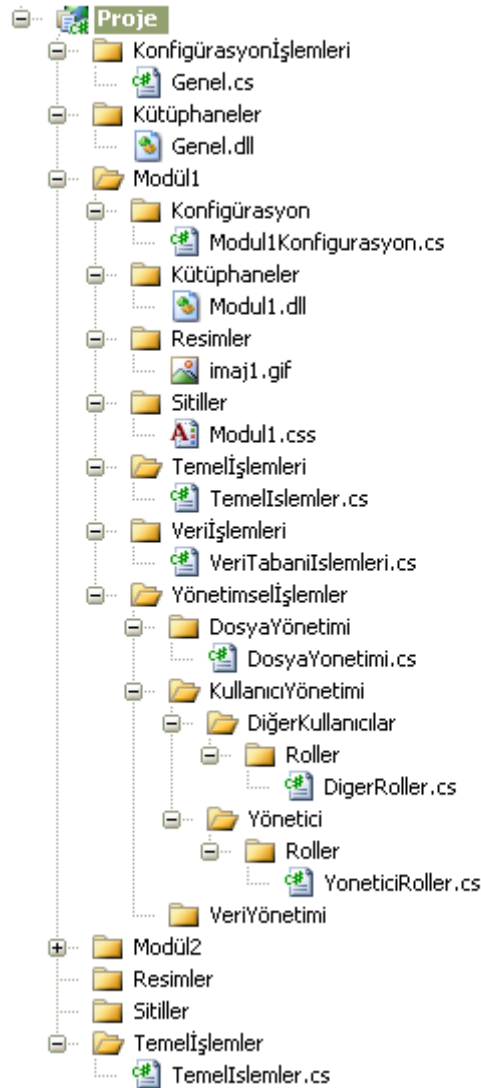 Proje
Konfigürasyonİşlemleri
Genel.cs
Kütüphaneler
Genel.dll
Modül1
Konfigürasyon
Modul1Konfigurasyon.cs
Kütüphaneler
Modul1.dll
Resimler
imaj1.gif
Sitiller
Modul1.css
Temelİşlemleri
TemelIslemler.cs
Veriİşlemleri
VeriTabaniIslemleri.cs
Yönetimselİşlemler
DosyaYönetimi
DosyaYonetimi.cs
KullanıcıYönetimi
DiğerKullanıcılar
Roller
DigerRoller.cs
Yönetici
Roller
YoneticiRoller.cs
VeriYönetimi
Modül2
Resimler
Sitiller
Temelİşlemler
TemelIslemler.cs